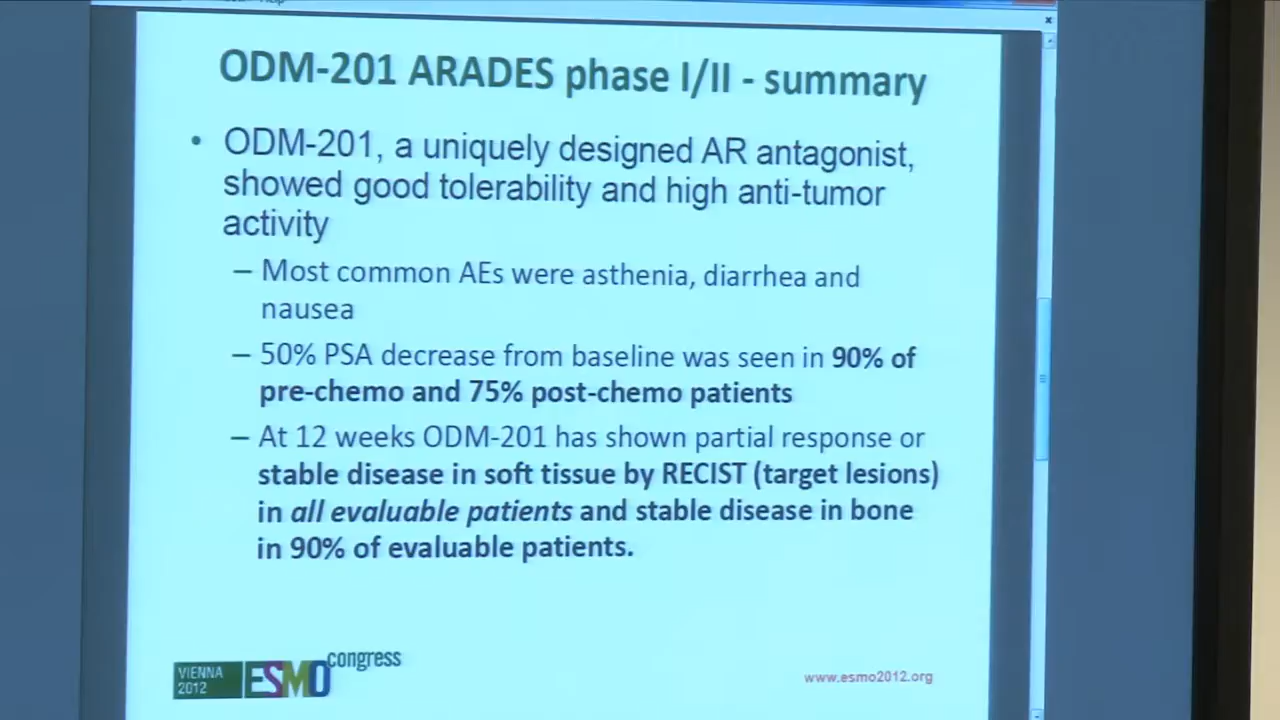 ODM-201 ARADES phase I/II - summary
• ODM-201, a uniquely designed AR antagonist,
showed good tolerability and high anti-tumor
activity
– Most common AEs were asthenia, diarrhea and
nausea
– 50% PSA decrease from baseline was seen in 90% of
pre-chemo and 75% post-chemo patients
– At 12 weeks ODM-201 has shown partial response or
stable disease in soft tissue by RECIST (target lesions)
in all evaluable patients and stable disease in bone
in 90% of evaluable patients.
VIENNA
2012
ESMO congress
www.esmo2012.org